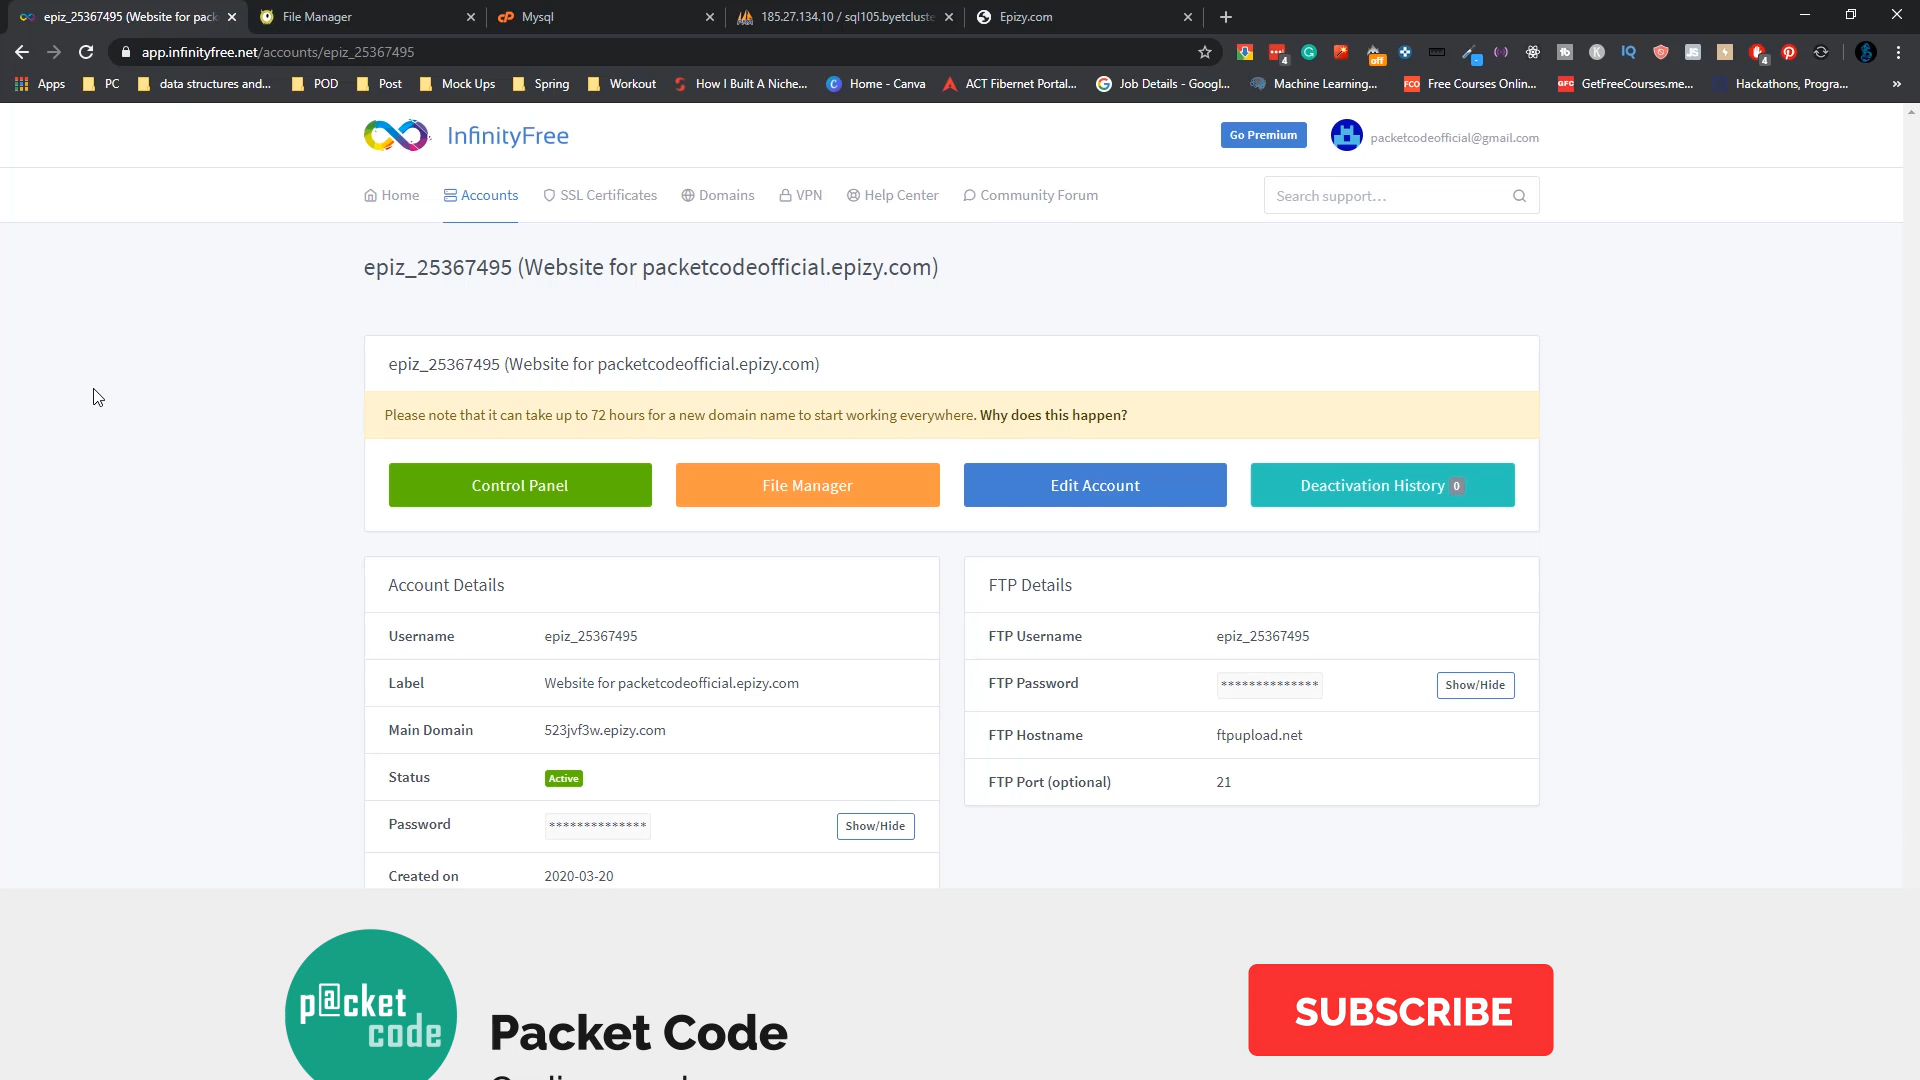 epiz_25367495 (Website for pack
File Manager
Mysql
185.27.134.10 / sql105.byetcluste
Epizy.com
app.infinityfree.net/accounts/epiz_25367495
Apps
PC
data structures and...
POD
Post
Mock Ups
Spring
Workout
How I Built A Niche...
Home - Canva
ACT Fibernet Portal...
Job Details - Googl...
Machine Learning...
Free Courses Onlin...
GetFreeCourses.me...
Hackathons, Progra...
InfinityFree
Go Premium
packetcodeofficial@gmail.com
Home
Accounts
SSL Certificates
Domains
VPN
Help Center
Community Forum
Search support...
epiz_25367495 (Website for packetcodeofficial.epizy.com)
epiz_25367495 (Website for packetcodeofficial.epizy.com)
Please note that it can take up to 72 hours for a new domain name to start working everywhere. Why does this happen?
Control Panel
File Manager
Edit Account
Deactivation History 0
Account Details
Username epiz_25367495
Label Website for packetcodeofficial.epizy.com
Main Domain 523jvf3w.epizy.com
Status Active
Password ************** Show/Hide
Created on 2020-03-20
FTP Details
FTP Username epiz_25367495
FTP Password ************** Show/Hide
FTP Hostname ftpupload.net
FTP Port (optional) 21
p@cket
code
Packet Code
SUBSCRIBE